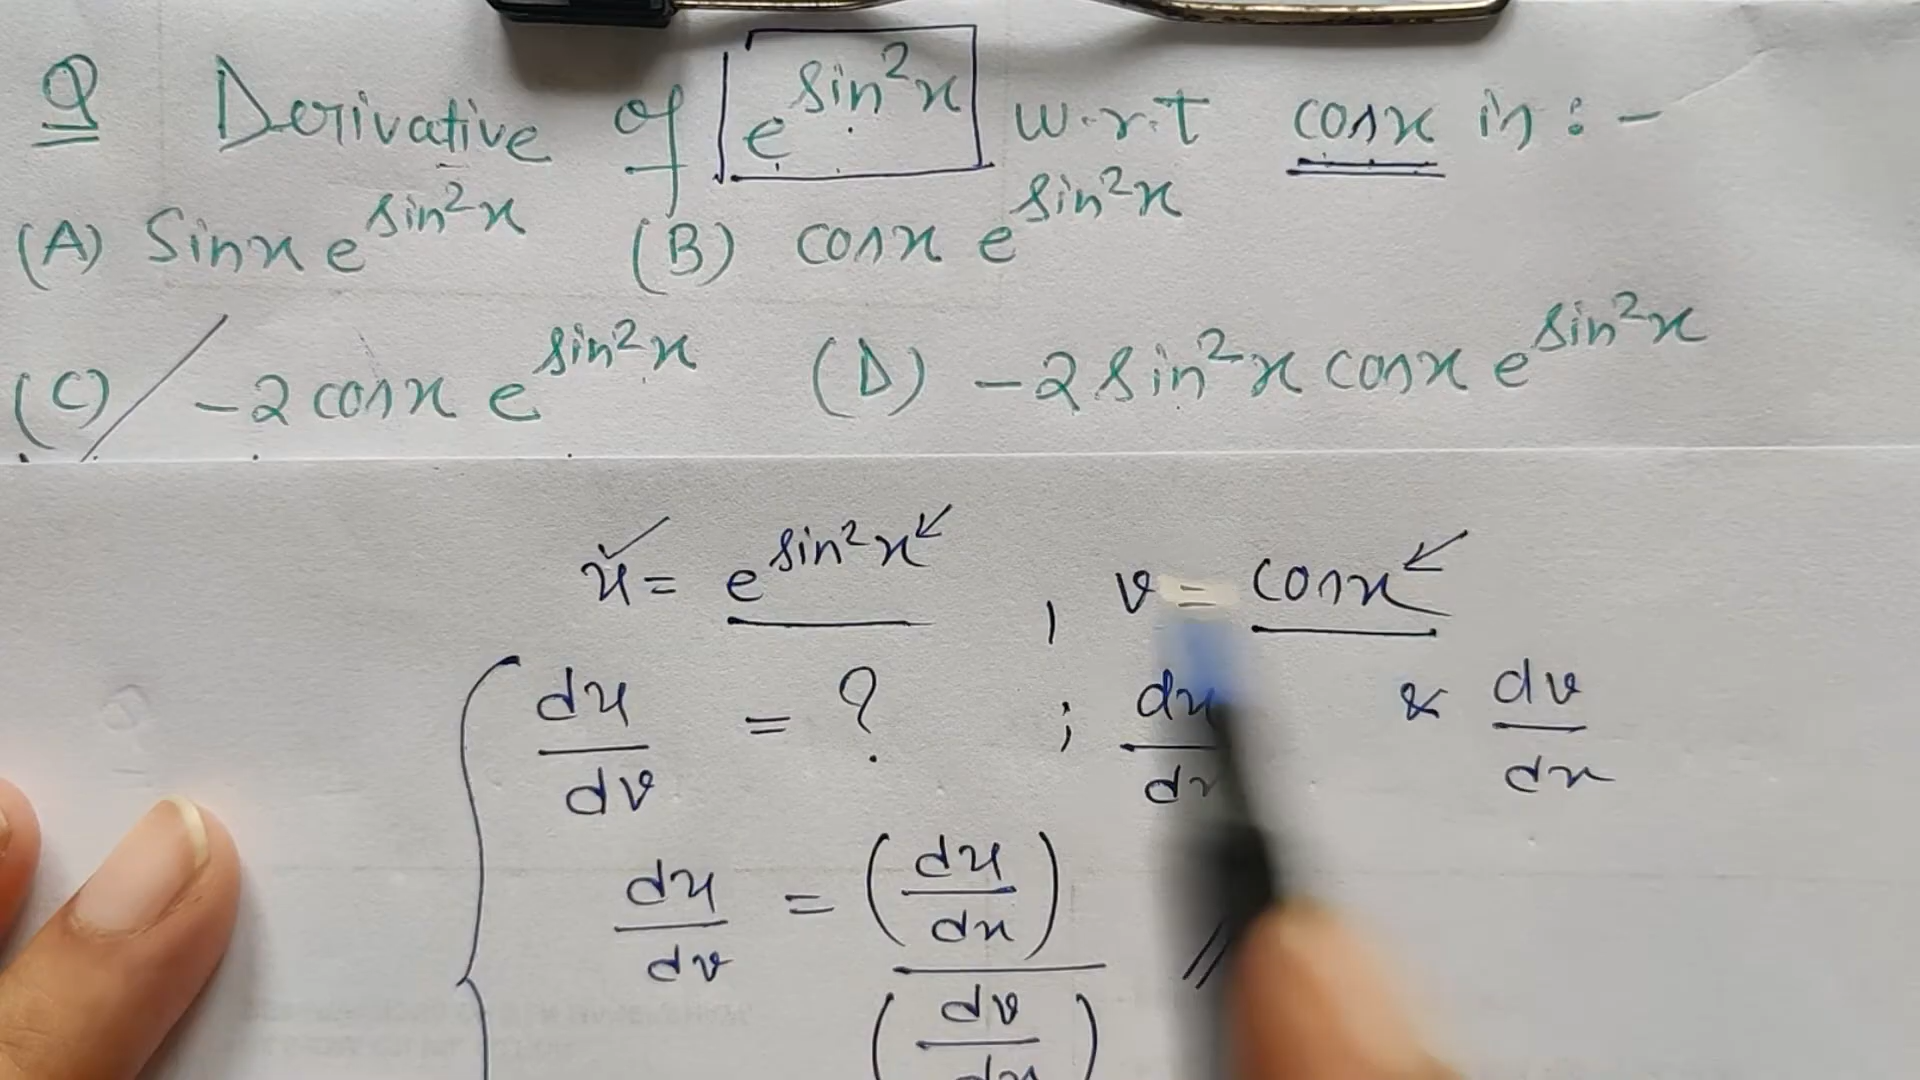 Q Derivative of e^sin²x w.r.t cosx is :-
(A) Sinx e^sin²x (B) cosx e^sin²x
(C) -2 cosx e^sin²x (D) -2 sin²x cosx e^sin²x
u = e^sin²x , v = cosx
du/dv = ? ; du/dx & dv/dx
du/dv = (du/dx) / (dv/dx)